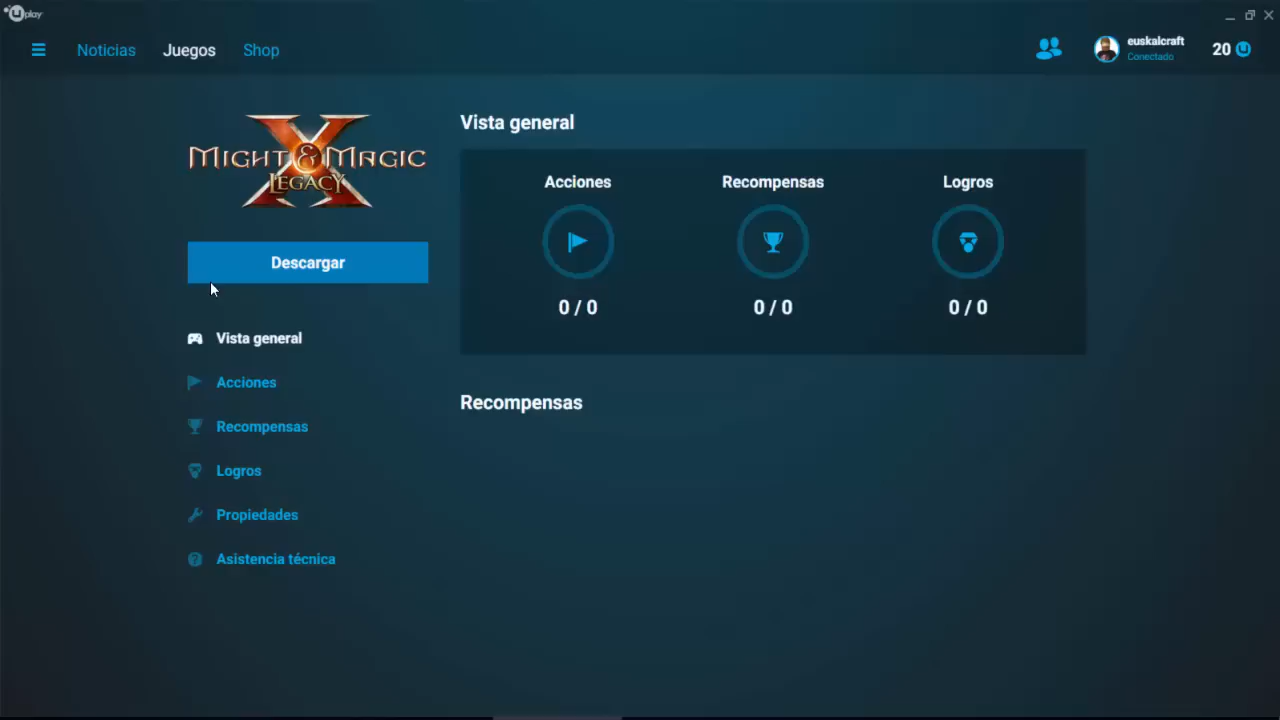 uplay
Noticias
Juegos
Shop
euskalcraft
Conectado
20
MIGHT & MAGIC
X
LEGACY
Descargar
Vista general
Acciones
Recompensas
Logros
Propiedades
Asistencia técnica
Vista general
Acciones
Recompensas
Logros
0 / 0
0 / 0
0 / 0
Recompensas